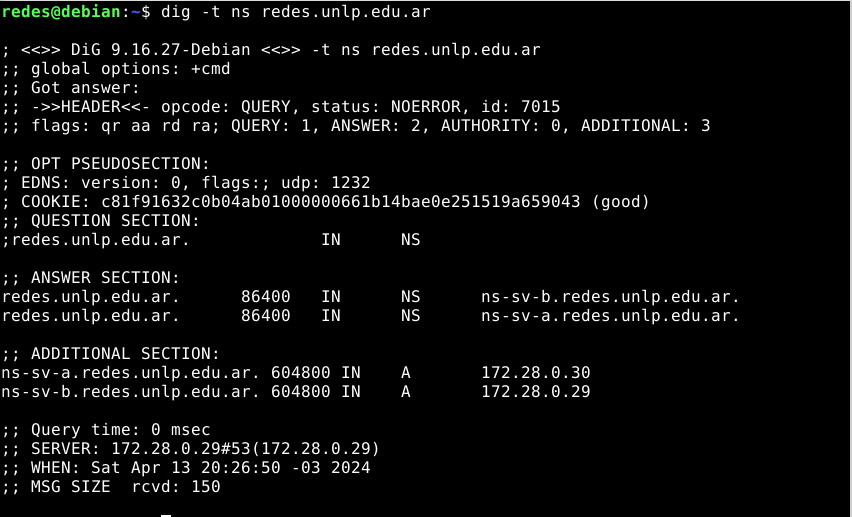 redes@debian:~$ dig -t ns redes.unlp.edu.ar
; <<>> DiG 9.16.27-Debian <<>> -t ns redes.unlp.edu.ar
;; global options: +cmd
;; Got answer:
;; ->>HEADER<<- opcode: QUERY, status: NOERROR, id: 7015
;; flags: qr aa rd ra; QUERY: 1, ANSWER: 2, AUTHORITY: 0, ADDITIONAL: 3
;; OPT PSEUDOSECTION:
; EDNS: version: 0, flags:; udp: 1232
; COOKIE: c81f91632c0b04ab01000000661b14bae0e251519a659043 (good)
;; QUESTION SECTION:
;redes.unlp.edu.ar. IN NS
;; ANSWER SECTION:
redes.unlp.edu.ar. 86400 IN NS ns-sv-b.redes.unlp.edu.ar.
redes.unlp.edu.ar. 86400 IN NS ns-sv-a.redes.unlp.edu.ar.
;; ADDITIONAL SECTION:
ns-sv-a.redes.unlp.edu.ar. 604800 IN A 172.28.0.30
ns-sv-b.redes.unlp.edu.ar. 604800 IN A 172.28.0.29
;; Query time: 0 msec
;; SERVER: 172.28.0.29#53(172.28.0.29)
;; WHEN: Sat Apr 13 20:26:50 -03 2024
;; MSG SIZE  rcvd: 150